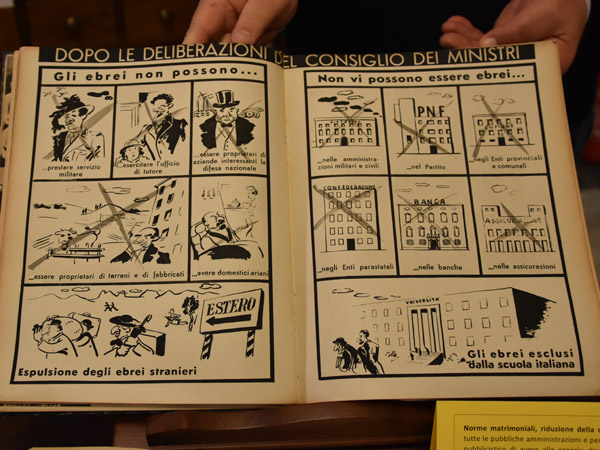 DOPO LE DELIBERAZIONI DEL CONSIGLIO DEI MINISTRI
Gli ebrei non possono...
...prestare servizio
militare
...esercitare l'ufficio
di tutore
...essere proprietari di
aziende interessanti la
difesa nazionale
...essere proprietari di terreni e di fabbricati
...avere domestici ariani
ESTERO
Espulsione degli ebrei stranieri
Non vi possono essere ebrei...
...nelle amministra-
zioni militari e civili
PNF
...nel Partito
...negli Enti provinciali
e comunali
CONFEDERAZIONE
...negli Enti parastatali
BANCA
...nelle banche
ASSICURAZIONE
...nelle assicurazioni
UNIVERSITA'
Gli ebrei esclusi
dalla scuola italiana
Norme matrimoniali, riduzione della
tutte le pubbliche amministrazioni e